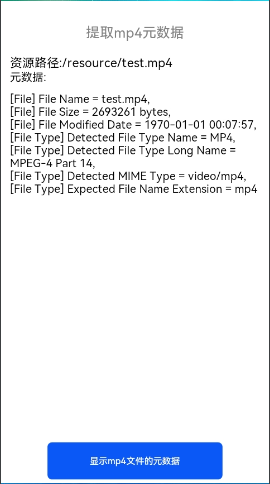 提取mp4元数据
资源路径:/resource/test.mp4
元数据:
[File] File Name = test.mp4,
[File] File Size = 2693261 bytes,
[File] File Modified Date = 1970-01-01 00:07:57,
[File Type] Detected File Type Name = MP4,
[File Type] Detected File Type Long Name =
MPEG-4 Part 14,
[File Type] Detected MIME Type = video/mp4,
[File Type] Expected File Name Extension = mp4
显示mp4文件的元数据